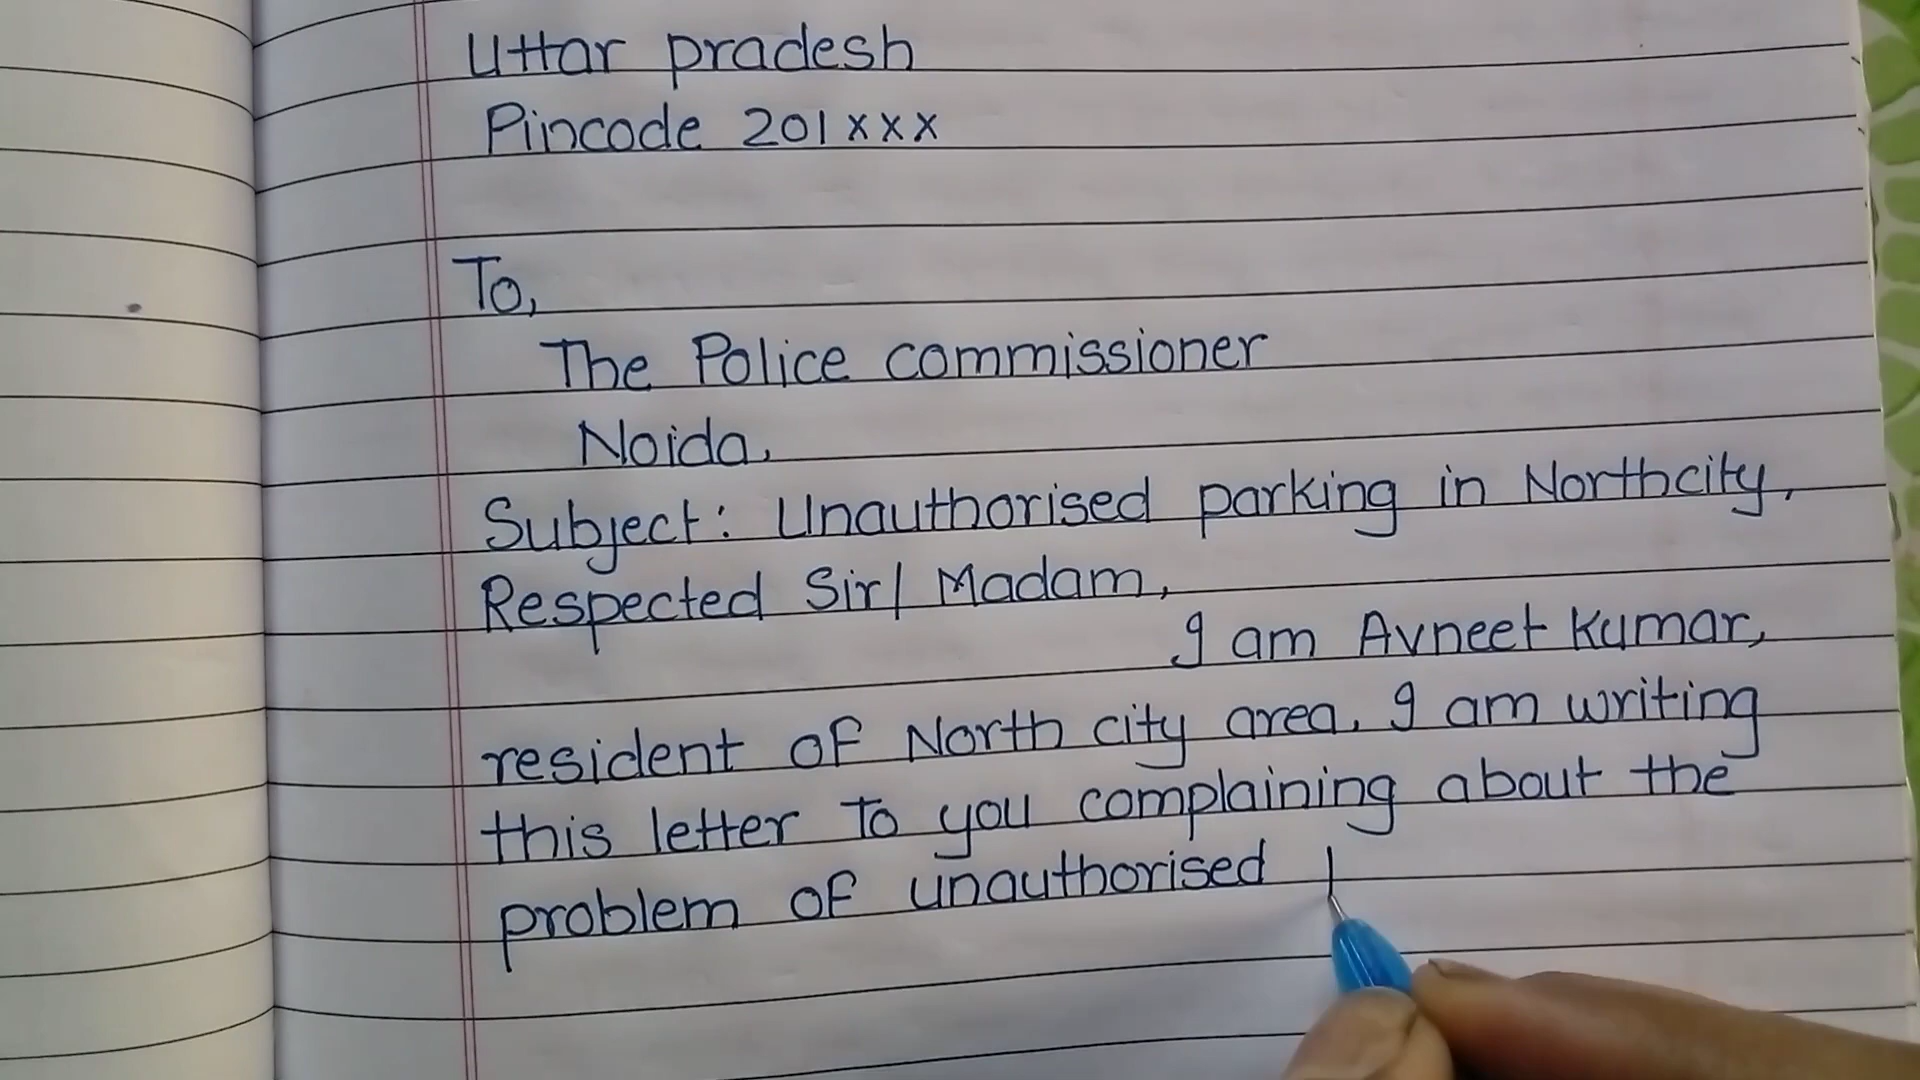 Uttar pradesh
Pincode 201xxx
To,
The Police commissioner
Noida,
Subject: Unauthorised parking in Northcity,
Respected Sir/ Madam,
I am Avneet Kumar,
resident of North city area. I am writing
this letter to you complaining about the
problem of unauthorised